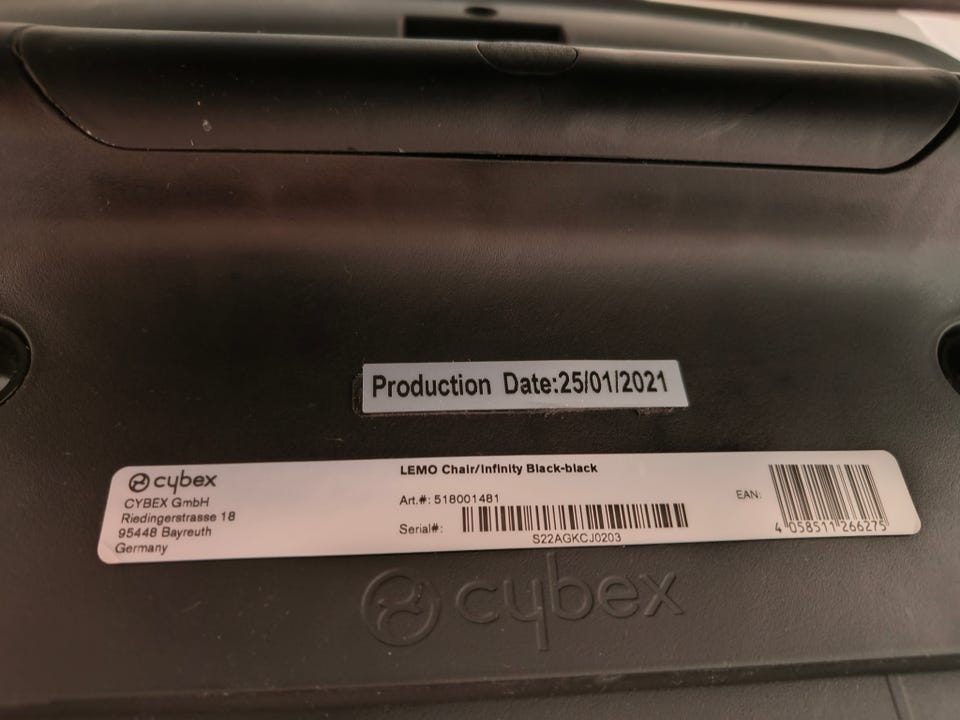 Production Date:25/01/2021
cybex
CYBEX GmbH
Riedingerstrasse 18
95448 Bayreuth
Germany
LEMO Chair/Infinity Black-black
Art.#: 518001481
Serial#:
S22AGKCJ0203
EAN:
4 058511 266275
cybex